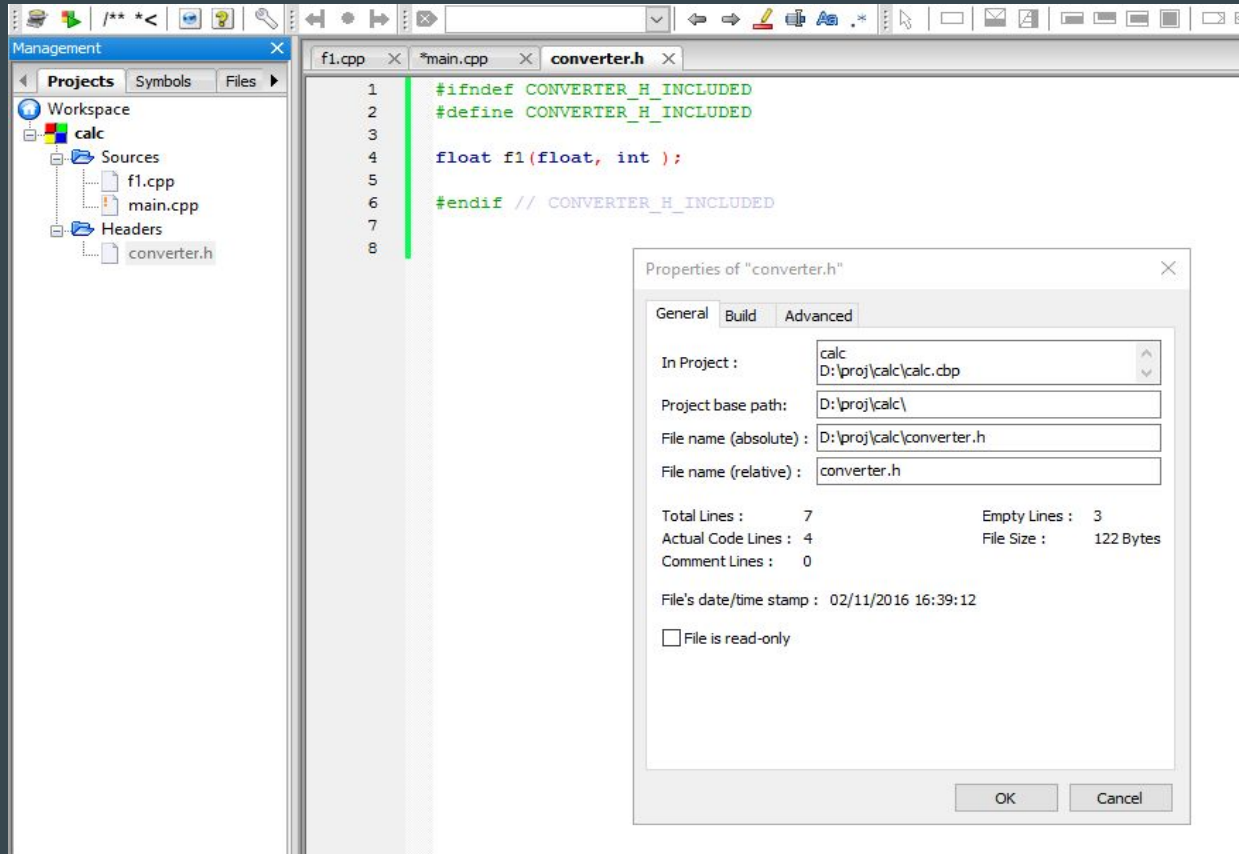 /** *<
Management
Projects Symbols Files
Workspace
calc
Sources
f1.cpp
main.cpp
Headers
converter.h
f1.cpp *main.cpp converter.h
1 #ifndef CONVERTER_H_INCLUDED
2 #define CONVERTER_H_INCLUDED
3
4 float f1(float, int );
5
6 #endif // CONVERTER_H_INCLUDED
7
8
Properties of "converter.h"
General Build Advanced
In Project : calc
D:\proj\calc\calc.cbp
Project base path: D:\proj\calc\
File name (absolute) : D:\proj\calc\converter.h
File name (relative) : converter.h
Total Lines : 7 Empty Lines : 3
Actual Code Lines : 4 File Size : 122 Bytes
Comment Lines : 0
File's date/time stamp : 02/11/2016 16:39:12
File is read-only
OK Cancel